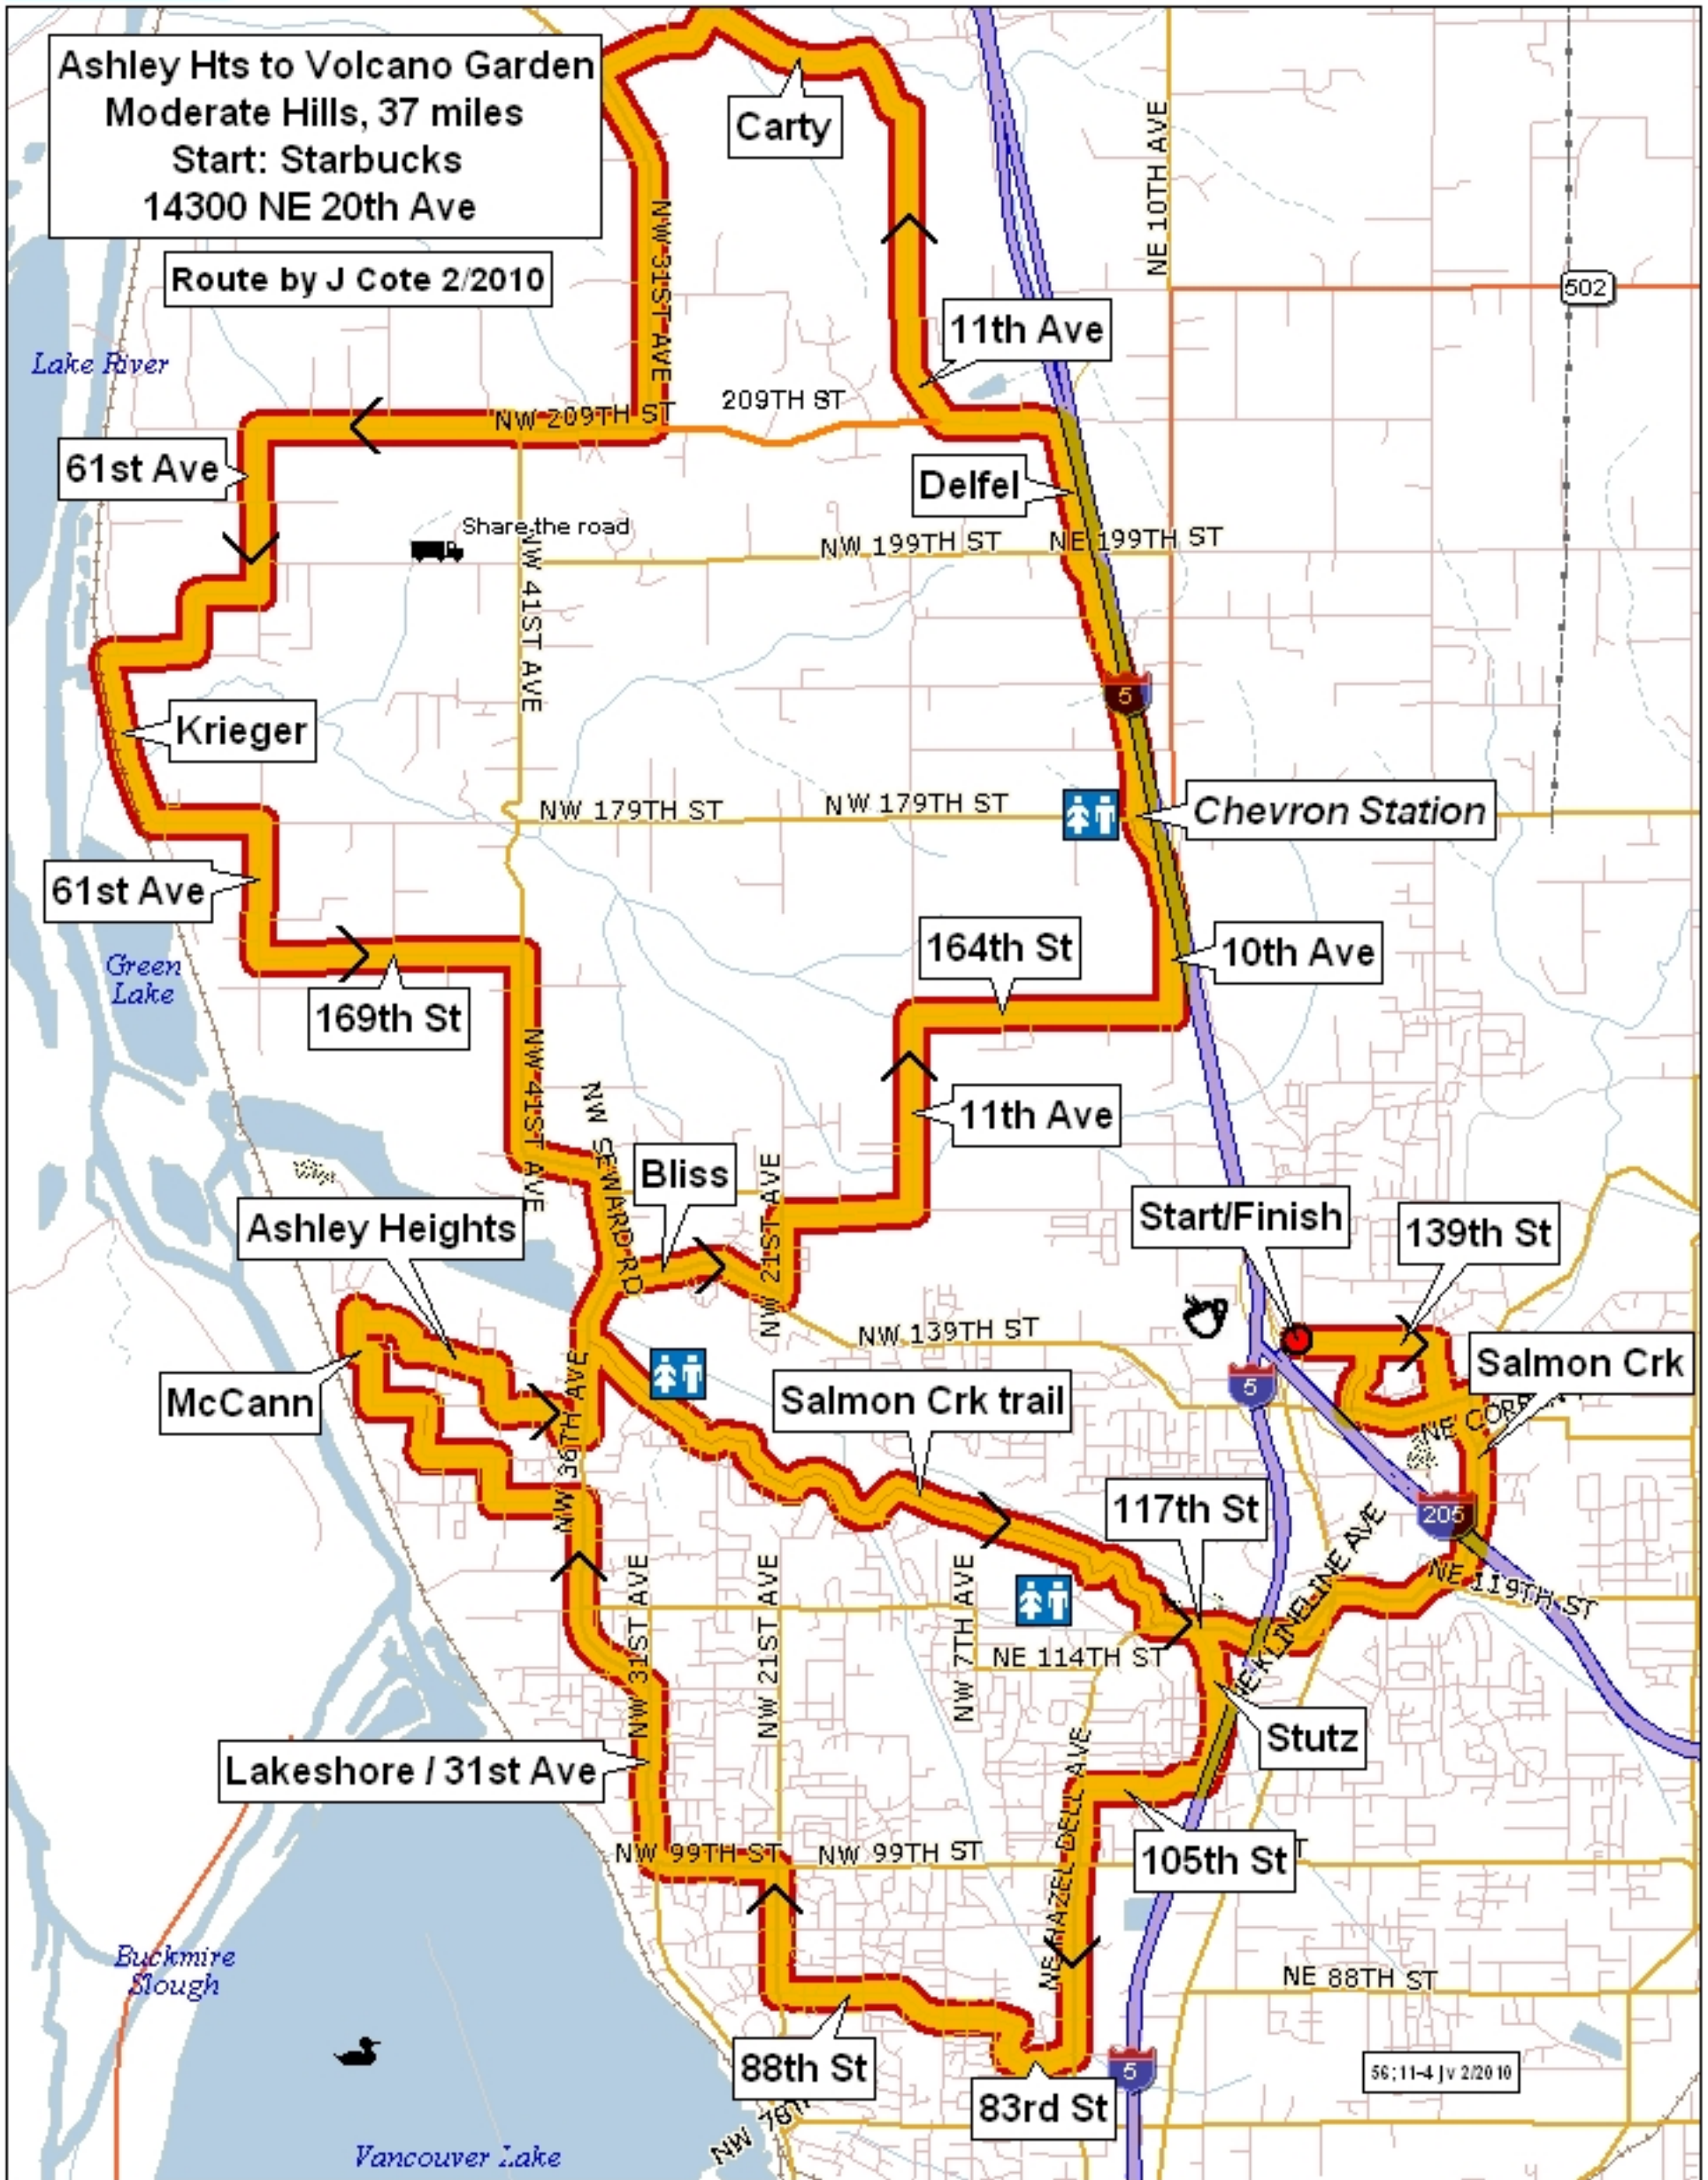 Ashley Hts to Volcano Garden
Moderate Hills, 37 miles
Start: Starbucks
14300 NE 20th Ave
Route by J Cote 2/2010
Carty
NE 10TH AVE
502
NW 31ST AVE
11th Ave
Lake River
209TH ST
NW 209TH ST
61st Ave
Delfel
Share the road
NW 199TH ST
NE 199TH ST
NW 41ST AVE
5
Krieger
NW 179TH ST
NW 179TH ST
Chevron Station
61st Ave
164th St
10th Ave
Green
Lake
169th St
NW 41ST AVE
NW SEWARD RD
11th Ave
Bliss
NW 21ST AVE
Ashley Heights
Start/Finish
139th St
NW 139TH ST
Salmon Crk
McCann
NW 36TH AVE
5
Salmon Crk trail
NE
117th St
205
NE KLINELINE AVE
NE 119TH ST
NW 31ST AVE
NW 21ST AVE
NW 7TH AVE
NE 114TH ST
Stutz
Lakeshore / 31st Ave
NE HAZEL DELL AVE
NW 99TH ST
NW 99TH ST
105th St
T
Buckmire
Slough
NE 88TH ST
88th St
5
56;11-4 jv 2/2010
83rd St
NW 78TH
Vancouver Lake